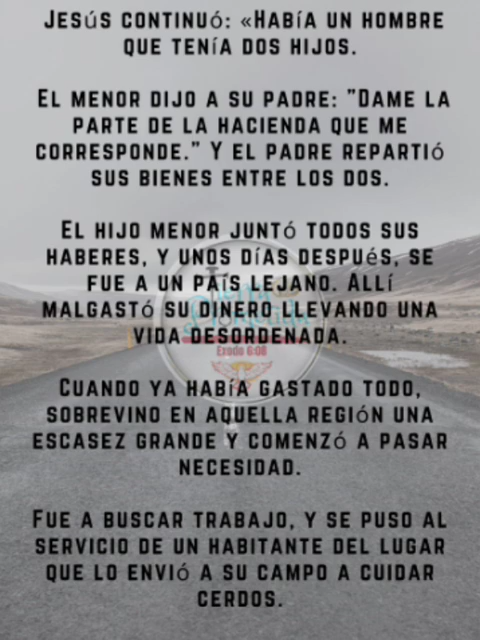 Jesús continuó: «Había un hombre
que tenía dos hijos.
El menor dijo a su padre: "Dame la
parte de la hacienda que me
corresponde." Y el padre repartió
sus bienes entre los dos.
El hijo menor juntó todos sus
haberes, y unos días después, se
fue a un país lejano. Allí
malgastó su dinero llevando una
vida desordenada.
Exodo 6:08
Cuando ya había gastado todo,
sobrevino en aquella región una
escasez grande y comenzó a pasar
necesidad.
Fue a buscar trabajo, y se puso al
servicio de un habitante del lugar
que lo envió a su campo a cuidar
cerdos.